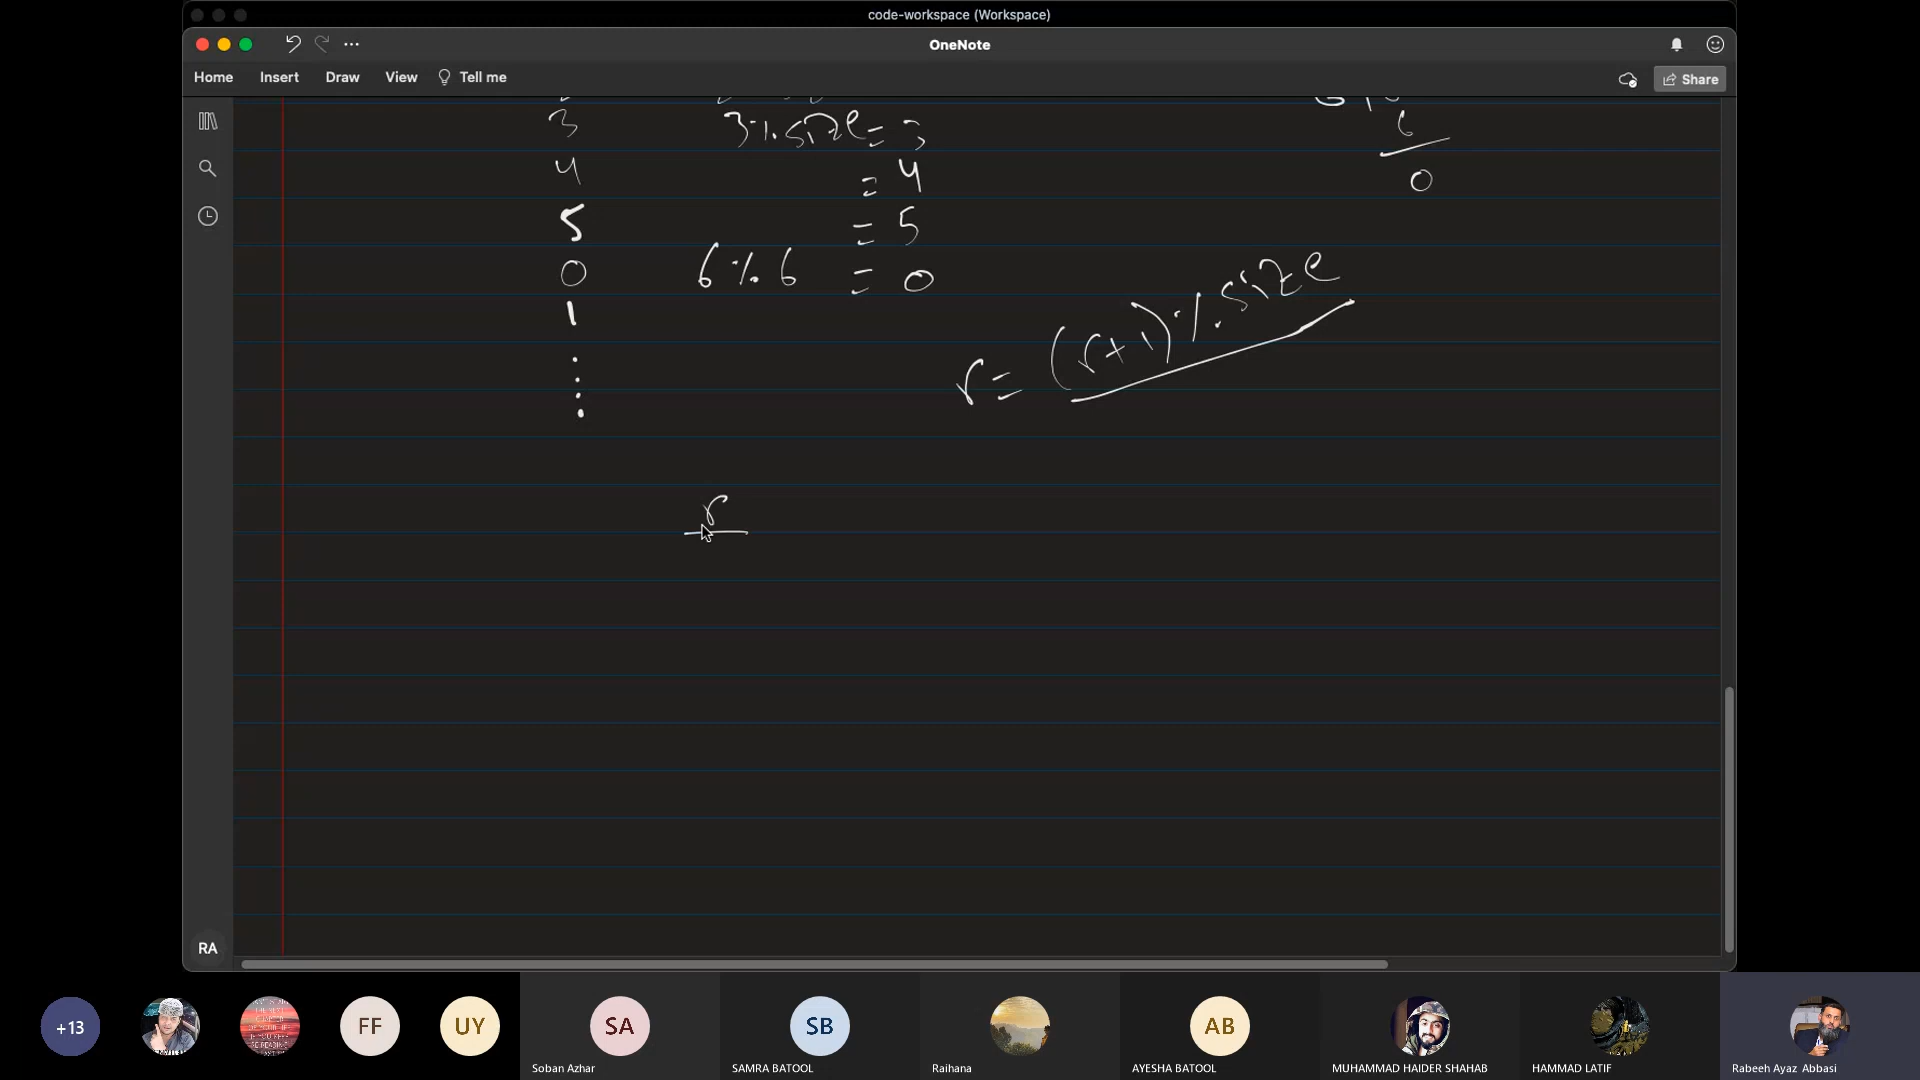 code-workspace (Workspace)
OneNote
Home Insert Draw View Tell me
Share
3 3%size = 3 6
4 = 4 0
5 = 5
0 6%6 = 0
1
r = (r+1)%size
r
RA
+13 FF UY SA SB AB
Soban Azhar SAMRA BATOOL Raihana AYESHA BATOOL MUHAMMAD HAIDER SHAHAB HAMMAD LATIF Rabeeh Ayaz Abbasi